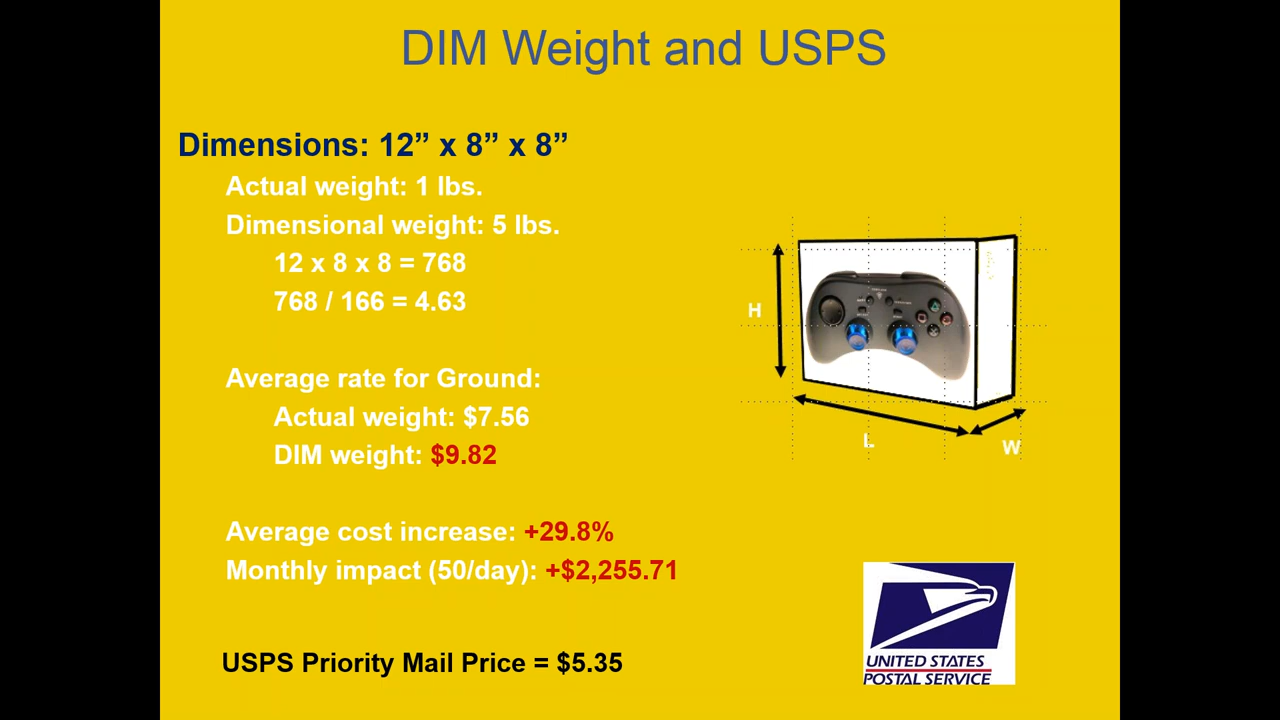 DIM Weight and USPS
Dimensions: 12” x 8” x 8”
Actual weight: 1 lbs.
Dimensional weight: 5 lbs.
12 x 8 x 8 = 768
768 / 166 = 4.63
H
Average rate for Ground:
Actual weight: $7.56
L
W
DIM weight: $9.82
Average cost increase: +29.8%
Monthly impact (50/day): +$2,255.71
USPS Priority Mail Price = $5.35
UNITED STATES
POSTAL SERVICE